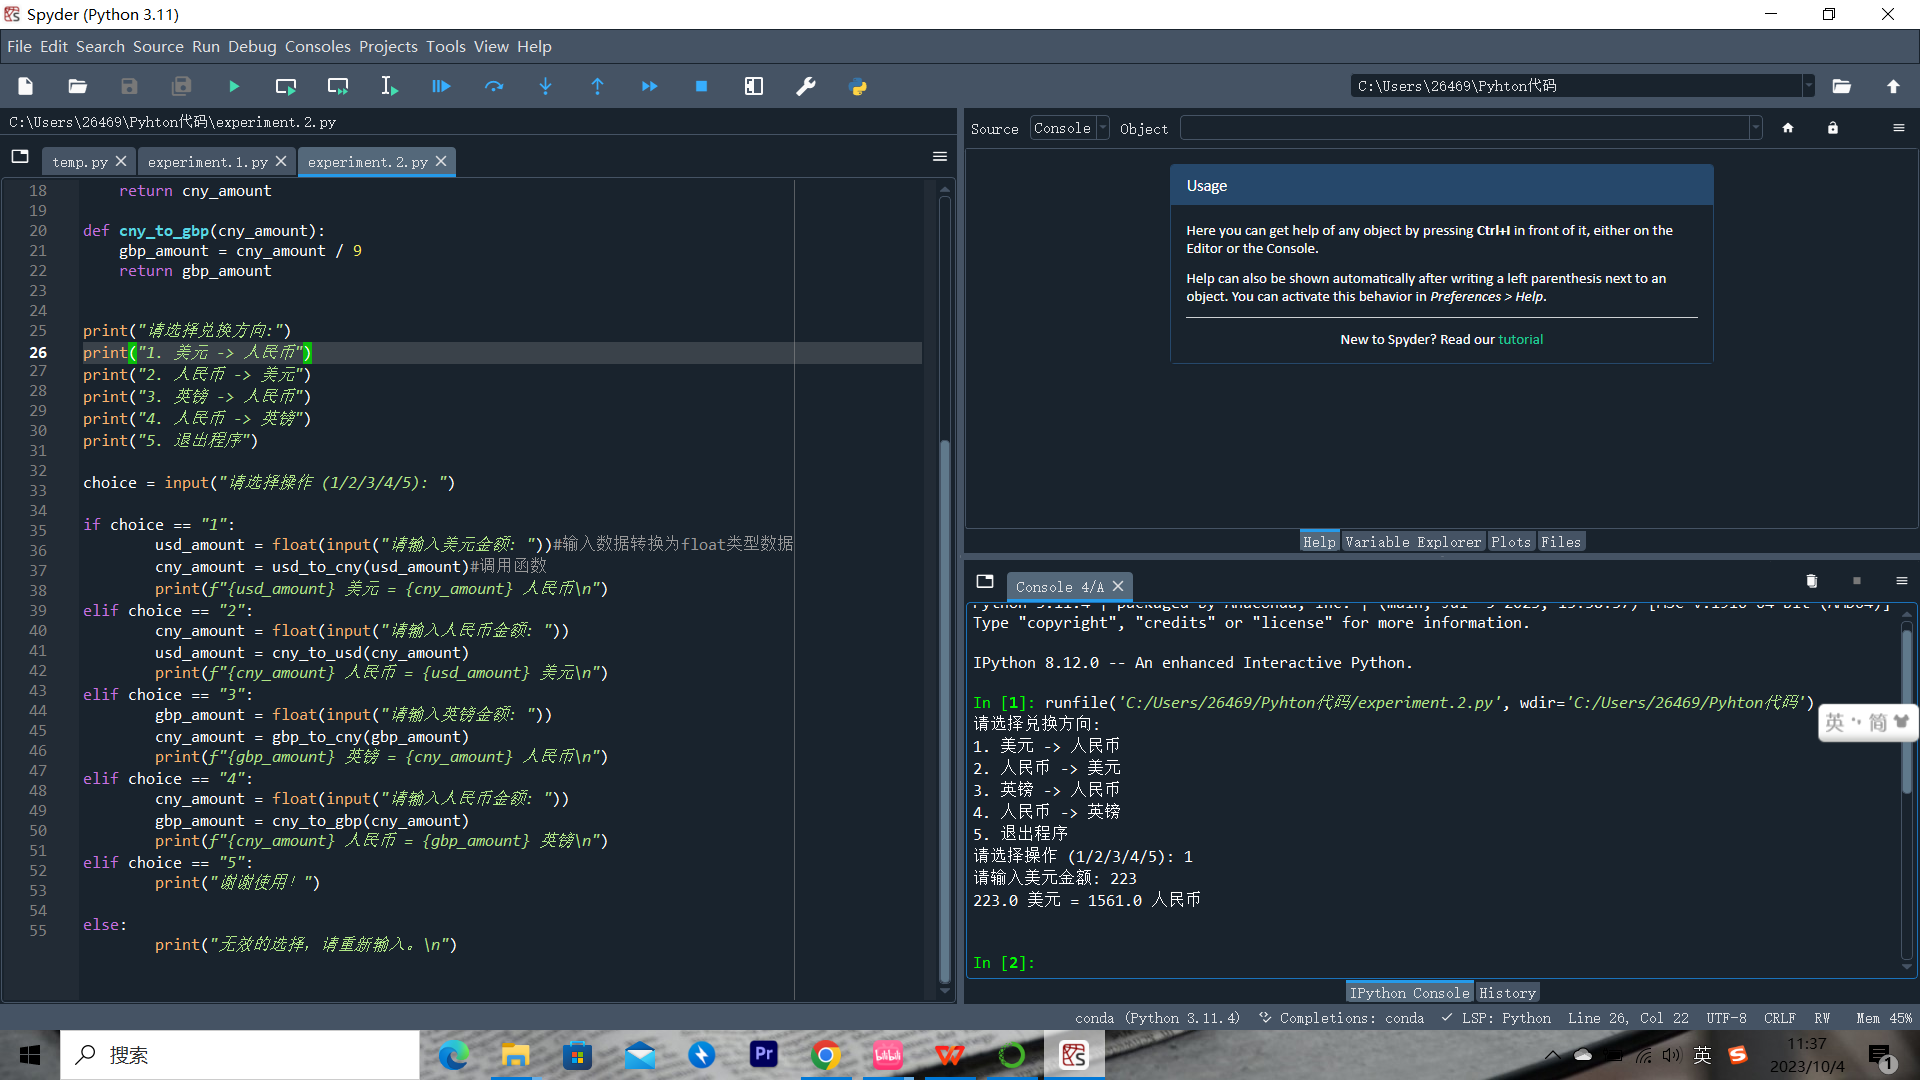 Spyder (Python 3.11)
File Edit Search Source Run Debug Consoles Projects Tools View Help
C:\Users\26469\Pyhton代码
C:\Users\26469\Pyhton代码\experiment.2.py
temp.py
experiment.1.py
experiment.2.py
18 return cny_amount
19
20 def cny_to_gbp(cny_amount):
21 gbp_amount = cny_amount / 9
22 return gbp_amount
23
24
25 print("请选择兑换方向:")
26 print("1. 美元 -> 人民币")
27 print("2. 人民币 -> 美元")
28 print("3. 英镑 -> 人民币")
29 print("4. 人民币 -> 英镑")
30 print("5. 退出程序")
31
32 choice = input("请选择操作 (1/2/3/4/5): ")
33
34 if choice == "1":
35 usd_amount = float(input("请输入美元金额: "))#输入数据转换为float类型数据
36 cny_amount = usd_to_cny(usd_amount)#调用函数
37 print(f"{usd_amount} 美元 = {cny_amount} 人民币\n")
38 elif choice == "2":
39 cny_amount = float(input("请输入人民币金额: "))
40 usd_amount = cny_to_usd(cny_amount)
41 print(f"{cny_amount} 人民币 = {usd_amount} 美元\n")
42 elif choice == "3":
43 gbp_amount = float(input("请输入英镑金额: "))
44 cny_amount = gbp_to_cny(gbp_amount)
45 print(f"{gbp_amount} 英镑 = {cny_amount} 人民币\n")
46 elif choice == "4":
47 cny_amount = float(input("请输入人民币金额: "))
48 gbp_amount = cny_to_gbp(cny_amount)
49 print(f"{cny_amount} 人民币 = {gbp_amount} 英镑\n")
50 elif choice == "5":
51 print("谢谢使用！")
52
53 else:
54 print("无效的选择，请重新输入。\n")
55
Source Console Object
Usage
Here you can get help of any object by pressing Ctrl+I in front of it, either on the
Editor or the Console.
Help can also be shown automatically after writing a left parenthesis next to an
object. You can activate this behavior in Preferences > Help.
New to Spyder? Read our tutorial
Help Variable Explorer Plots Files
Console 4/A
Type "copyright", "credits" or "license" for more information.
IPython 8.12.0 -- An enhanced Interactive Python.
In [1]: runfile('C:/Users/26469/Pyhton代码/experiment.2.py', wdir='C:/Users/26469/Pyhton代码')
请选择兑换方向:
1. 美元 -> 人民币
2. 人民币 -> 美元
3. 英镑 -> 人民币
4. 人民币 -> 英镑
5. 退出程序
请选择操作 (1/2/3/4/5): 1
请输入美元金额: 223
223.0 美元 = 1561.0 人民币
In [2]:
英 简
IPython Console History
conda (Python 3.11.4) Completions: conda LSP: Python Line 26, Col 22 UTF-8 CRLF RW Mem 45%
搜索
Pr
bilibili
英
11:37
2023/10/4
1